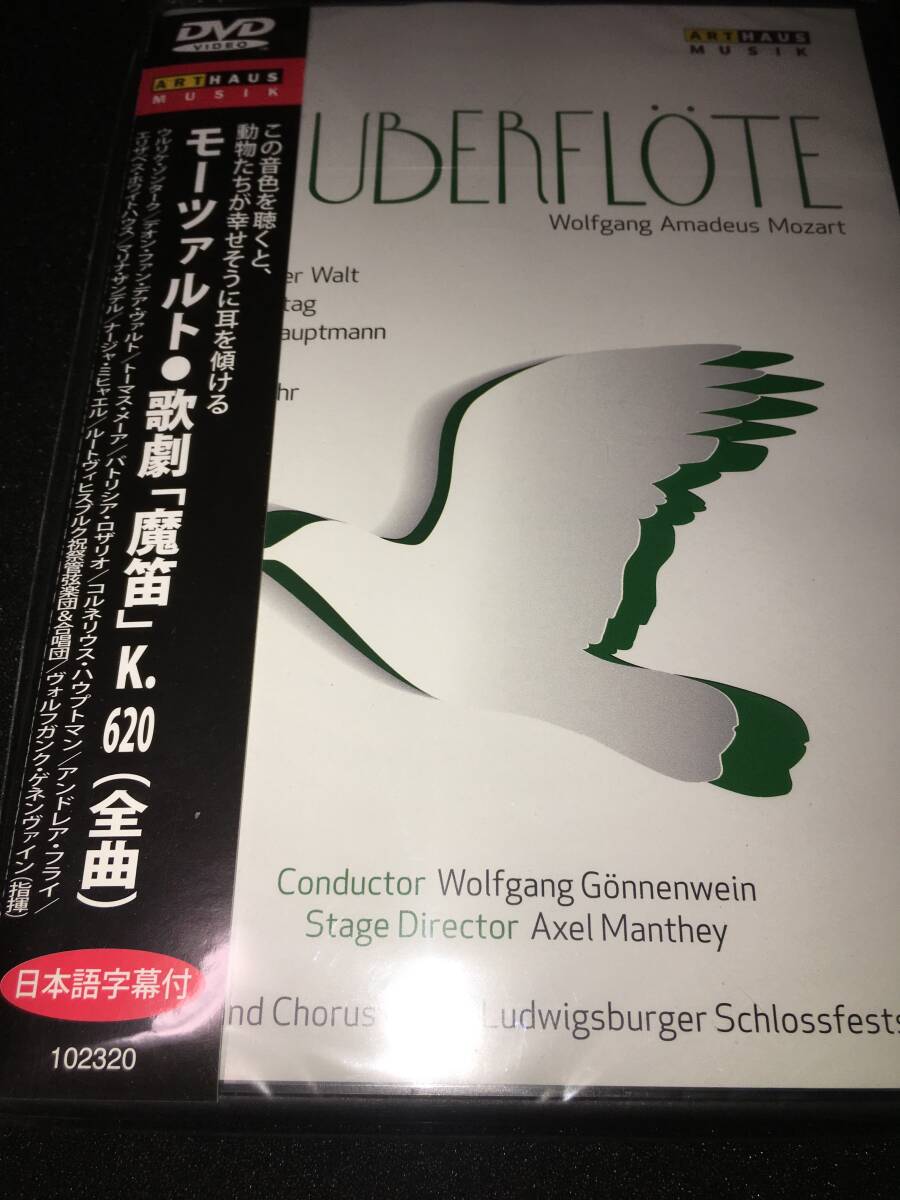 DVD
VIDEO
ARTHAUS
MUSIK
この音色を聴くと、
動物たちが幸せそうに耳を傾ける
モーツァルト●歌劇「魔笛」K.620(全曲)
ウルリケ・ゾンターク/デオン・ファン・デア・ヴァルト/トーマス・メーア/パトリシア・ロザリオ/コルネリウス・ハウプトマン/アンドレア・フライ/
エリザベス・ホワイトハウス/マリナ・ザンデル/ナージャ・ミヒャエル/ルートヴィヒスブルク祝祭管弦楽団&合唱団/ヴォルフガンク・ゲネンヴァイン(指揮)
日本語字幕付
102320
ARTHAUS
MUSIK
UBERFLÖTE
Wolfgang Amadeus Mozart
er Walt
tag
auptmann
hr
Conductor Wolfgang Gönnenwein
Stage Director Axel Manthey
nd Chorus Ludwigsburger Schlossfests